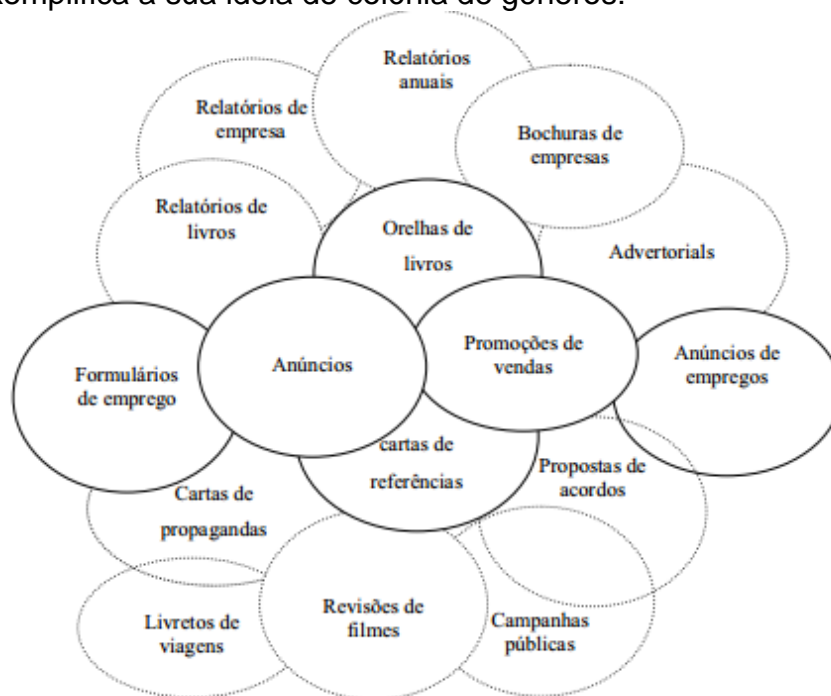 exemplifica a sua ideia de colônia de gêneros:
Relatórios
anuais
Relatórios de
empresa
Bochuras de
empresas
Relatórios de
livros
Orelhas de
livros
Advertorials
Formulários
de emprego
Anúncios
Promoções de
vendas
Anúncios de
empregos
cartas de
referências
Propostas de
acordos
Cartas de
propagandas
Livretos de
viagens
Revisões de
filmes
Campanhas
públicas